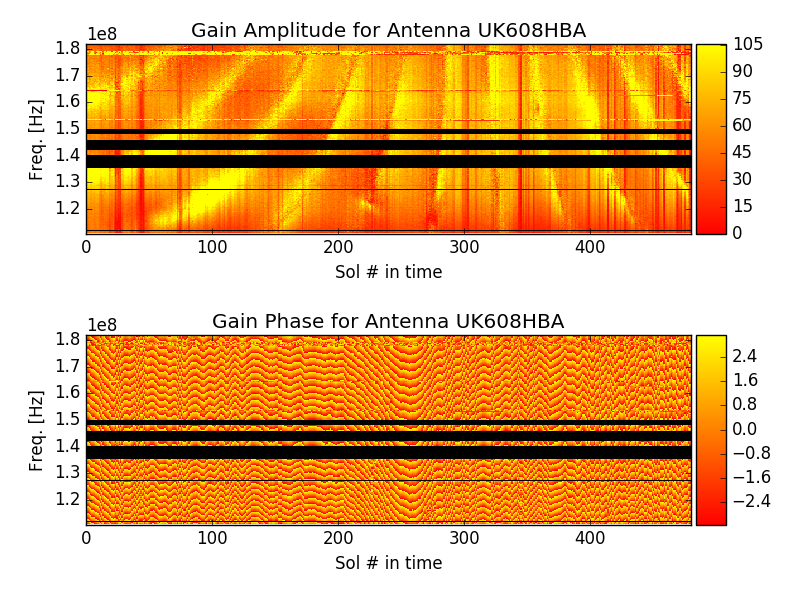 Gain Amplitude for Antenna UK608HBA
1e8
1.8
1.7
1.6
1.5
1.4
1.3
1.2
Freq. [Hz]
0 100 200 300 400
Sol # in time
105
90
75
60
45
30
15
0
Gain Phase for Antenna UK608HBA
1e8
1.8
1.7
1.6
1.5
1.4
1.3
1.2
Freq. [Hz]
0 100 200 300 400
Sol # in time
2.4
1.6
0.8
0.0
−0.8
−1.6
−2.4